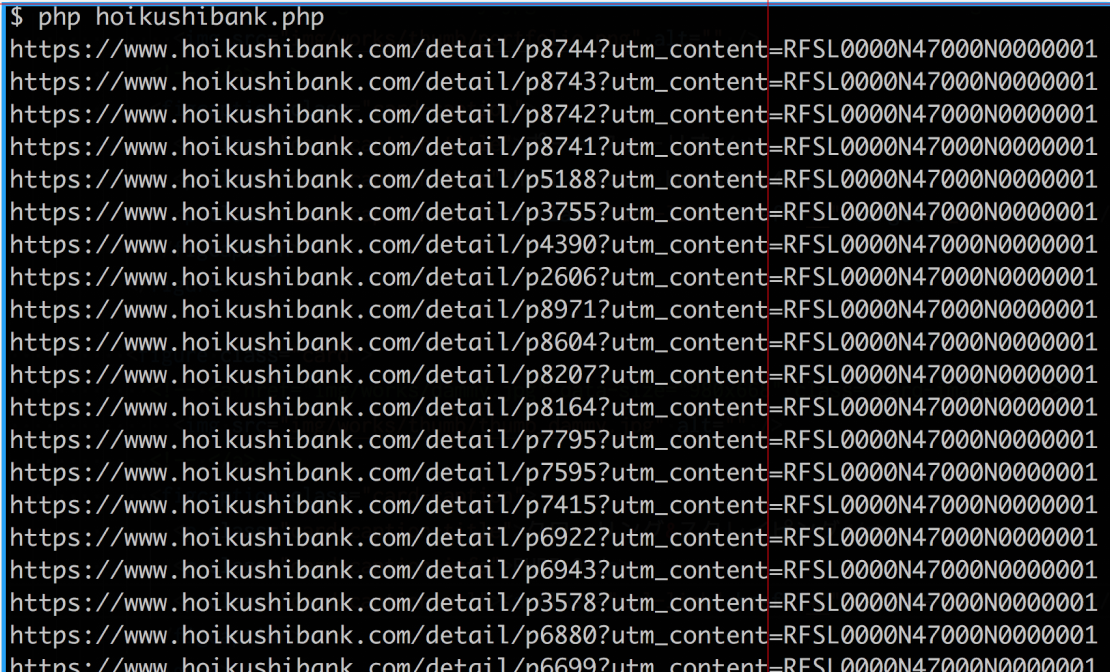 $ php hoikushibank.php
https://www.hoikushibank.com/detail/p8744?utm_content=RFSL0000N47000N0000001
https://www.hoikushibank.com/detail/p8743?utm_content=RFSL0000N47000N0000001
https://www.hoikushibank.com/detail/p8742?utm_content=RFSL0000N47000N0000001
https://www.hoikushibank.com/detail/p8741?utm_content=RFSL0000N47000N0000001
https://www.hoikushibank.com/detail/p5188?utm_content=RFSL0000N47000N0000001
https://www.hoikushibank.com/detail/p3755?utm_content=RFSL0000N47000N0000001
https://www.hoikushibank.com/detail/p4390?utm_content=RFSL0000N47000N0000001
https://www.hoikushibank.com/detail/p2606?utm_content=RFSL0000N47000N0000001
https://www.hoikushibank.com/detail/p8971?utm_content=RFSL0000N47000N0000001
https://www.hoikushibank.com/detail/p8604?utm_content=RFSL0000N47000N0000001
https://www.hoikushibank.com/detail/p8207?utm_content=RFSL0000N47000N0000001
https://www.hoikushibank.com/detail/p8164?utm_content=RFSL0000N47000N0000001
https://www.hoikushibank.com/detail/p7795?utm_content=RFSL0000N47000N0000001
https://www.hoikushibank.com/detail/p7595?utm_content=RFSL0000N47000N0000001
https://www.hoikushibank.com/detail/p7415?utm_content=RFSL0000N47000N0000001
https://www.hoikushibank.com/detail/p6922?utm_content=RFSL0000N47000N0000001
https://www.hoikushibank.com/detail/p6943?utm_content=RFSL0000N47000N0000001
https://www.hoikushibank.com/detail/p3578?utm_content=RFSL0000N47000N0000001
https://www.hoikushibank.com/detail/p6880?utm_content=RFSL0000N47000N0000001
https://www.hoikushibank.com/detail/p6699?utm_content=RFSL0000N47000N0000001